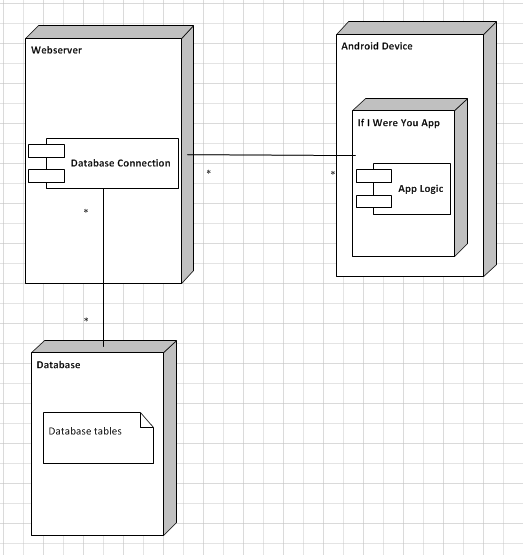 Webserver
Android Device
If I Were You App
Database Connection
App Logic
*
*
*
*
Database
Database tables